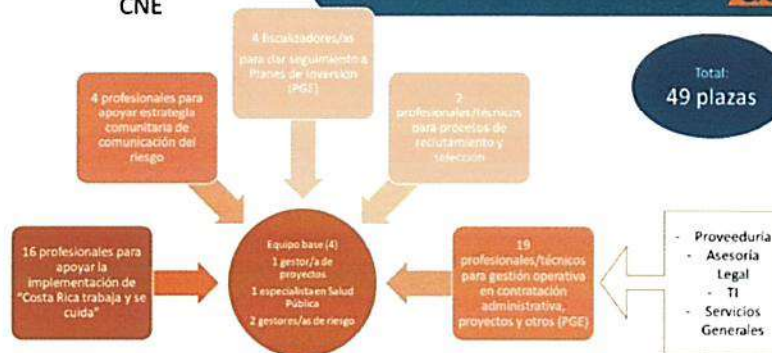 CNE
4 fiscalizadores/as
para dar seguimiento a
Planes de Inversión
(PGE)
Total:
49 plazas
4 profesionales para
apoyar estrategia
comunitaria de
comunicación del
riesgo
2
profesionales/técnicos
para procesos de
reclutamiento y
selección
16 profesionales para
apoyar la
implementación de
"Costa Rica trabaja y se
cuida"
Equipo base (4)
1 gestor/a de
proyectos
1 especialista en Salud
Pública
2 gestores/as de riesgo
19
profesionales/técnicos
para gestión operativa
en contratación
administrativa,
proyectos y otros (PGE)
- Proveeduría
- Asesoría
Legal
- TI
- Servicios
Generales